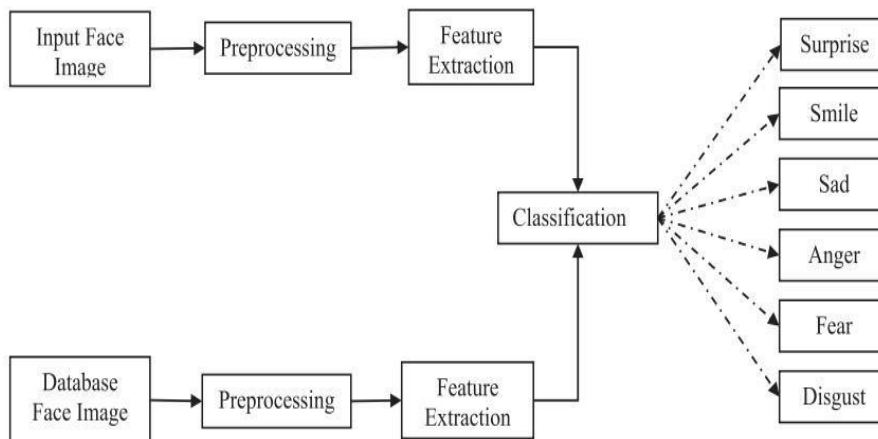 Input Face
Image
Preprocessing
Feature
Extraction
Classification
Database
Face Image
Preprocessing
Feature
Extraction
Surprise
Smile
Sad
Anger
Fear
Disgust